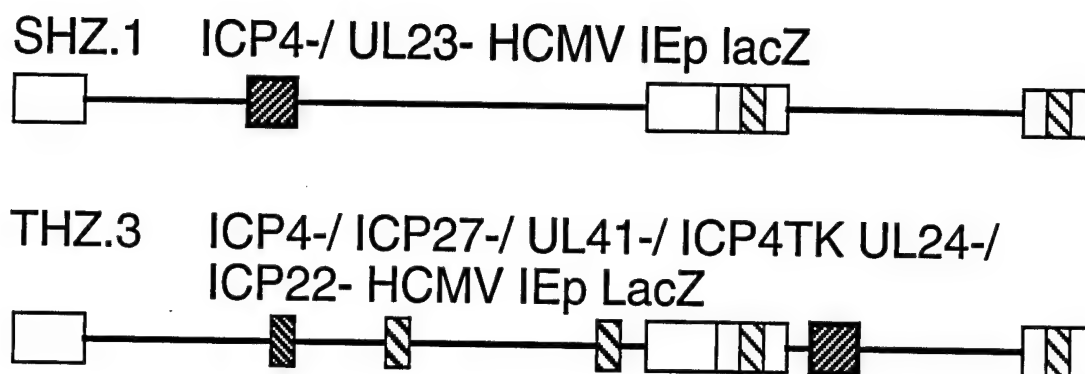 SHZ.1 ICP4-/ UL23- HCMV IEp lacZ
THZ.3 ICP4-/ ICP27-/ UL41-/ ICP4TK UL24-/
ICP22- HCMV IEp LacZ